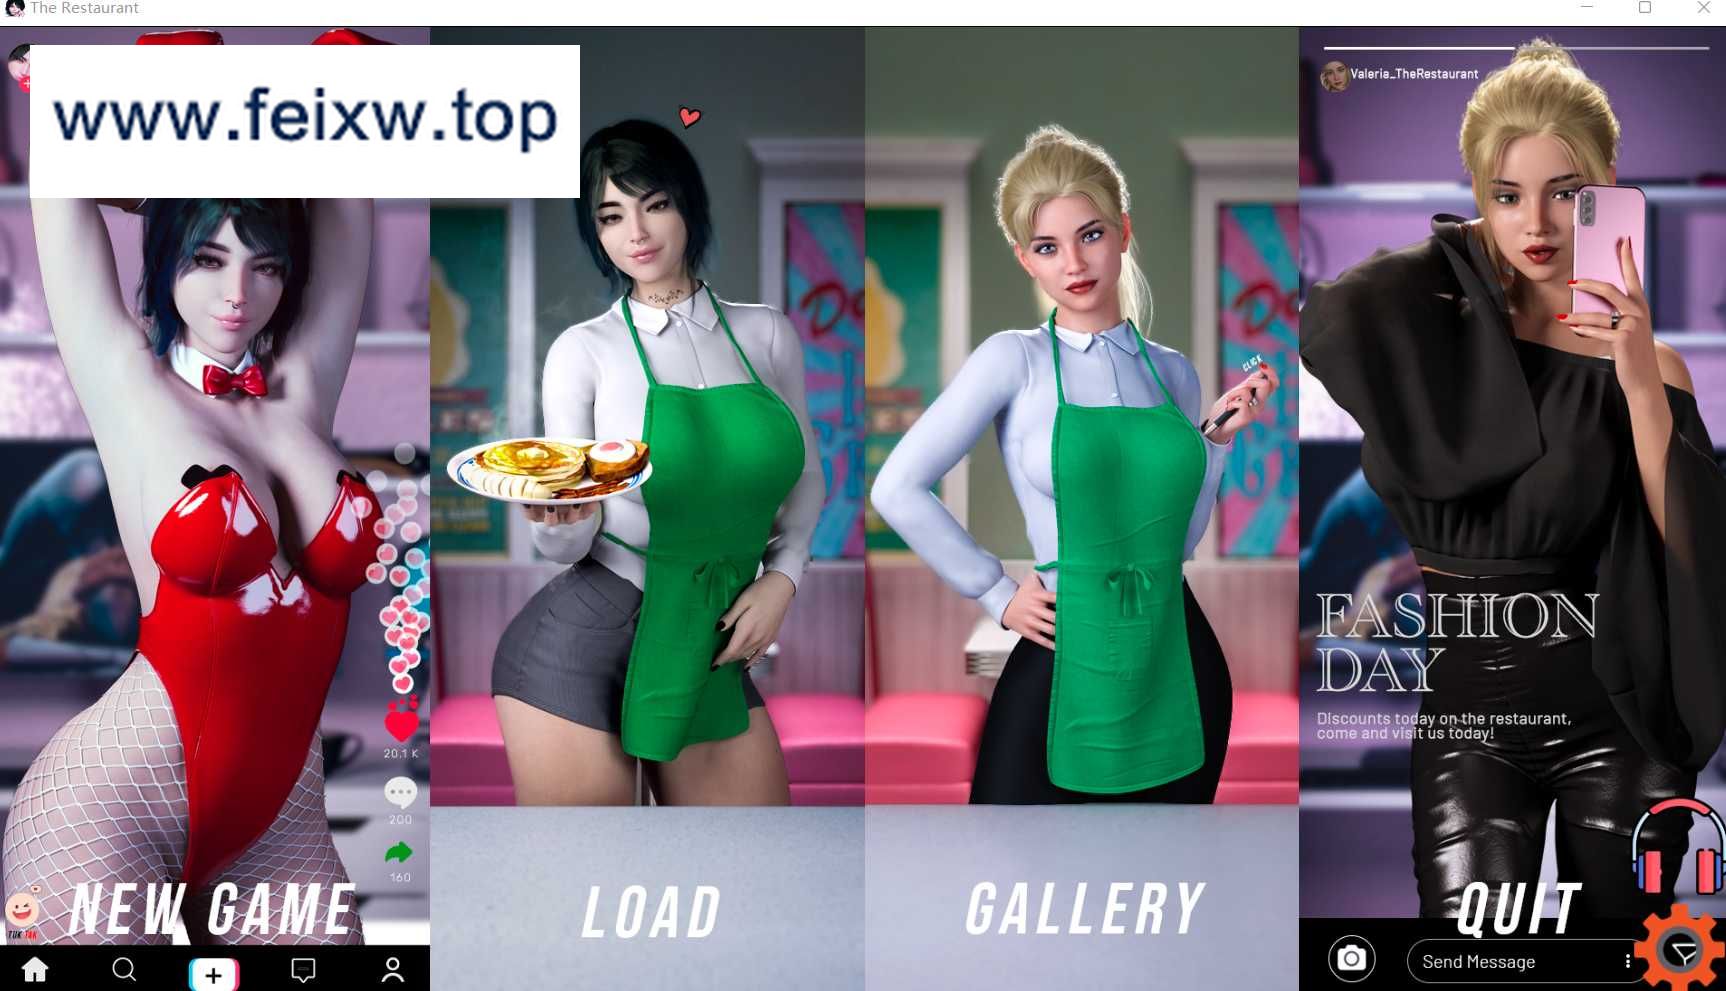 The Restaurant
www.feixw.top
Valeria_TheRestaurant
CLICK
FASHION
DAY
Discounts today on the restaurant,
come and visit us today!
20.1 K
200
160
TUK TAK
NEW GAME
LOAD
GALLERY
QUIT
Send Message